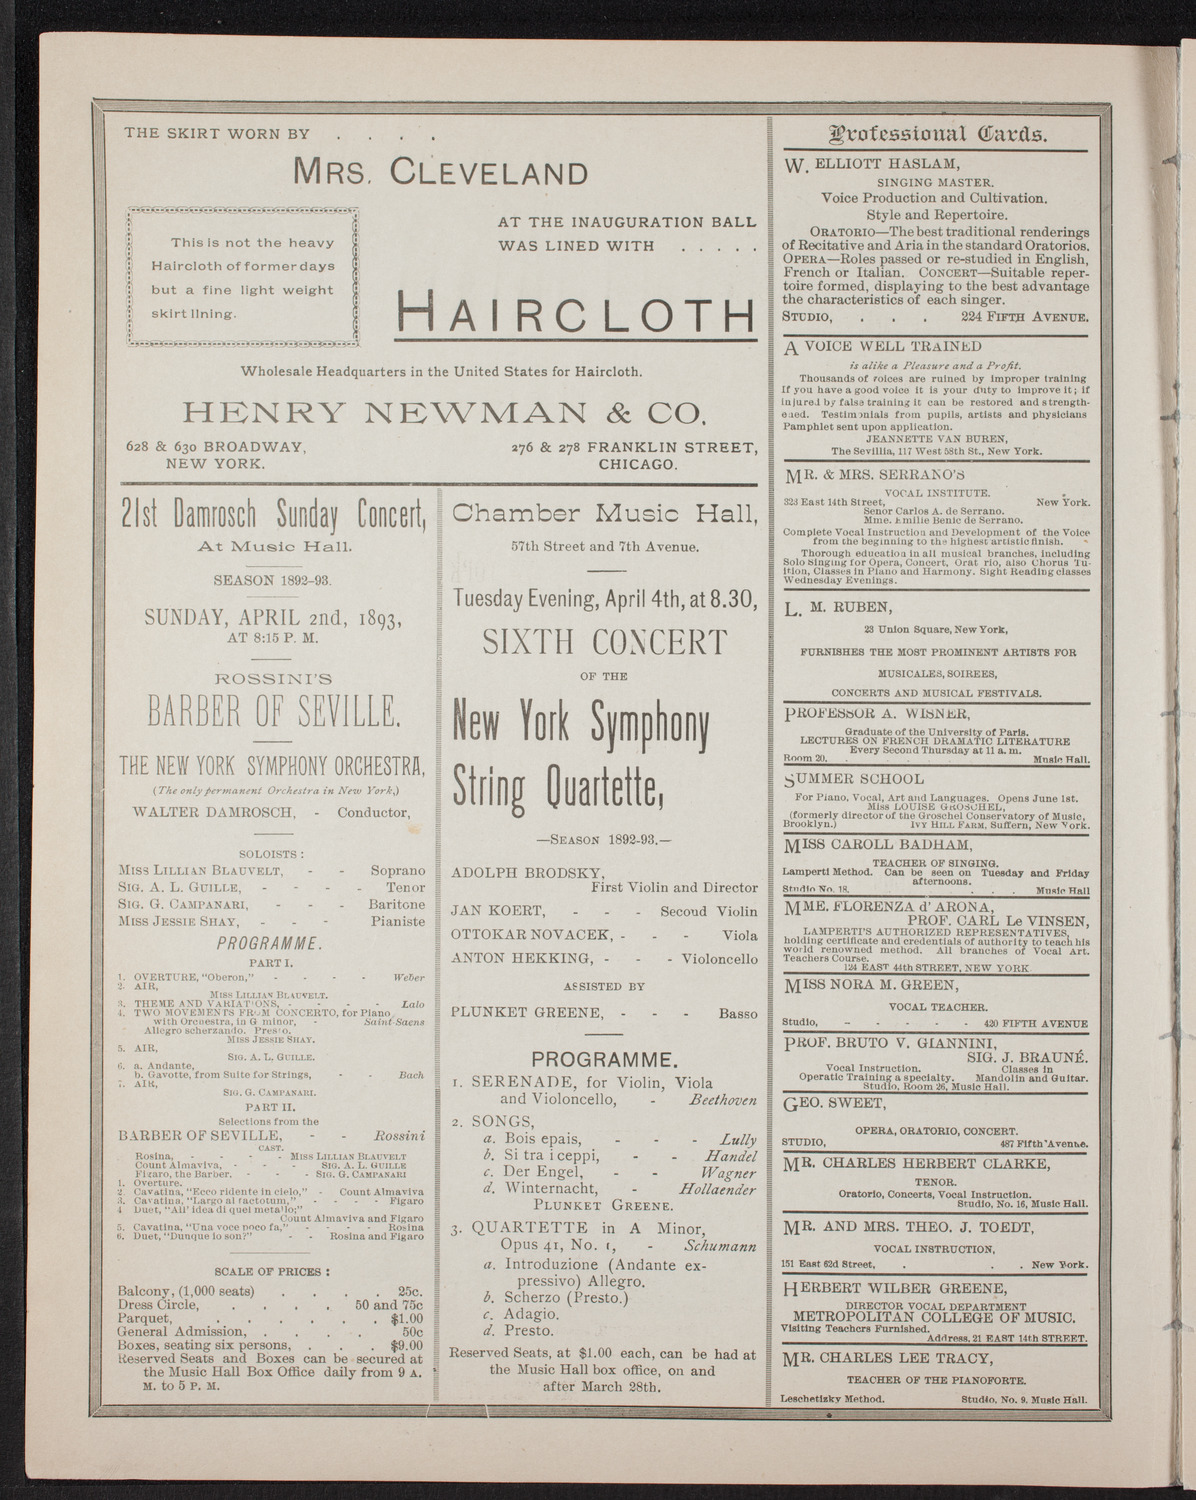 THE SKIRT WORN BY . . . .
MRS. CLEVELAND
This is not the heavy
Haircloth of former days
but a fine light weight
skirt lining.
AT THE INAUGURATION BALL
WAS LINED WITH . . . . .
HAIRCLOTH
Wholesale Headquarters in the United States for Haircloth.
HENRY NEWMAN & CO.
628 & 630 BROADWAY,
NEW YORK.
276 & 278 FRANKLIN STREET,
CHICAGO.
21st Damrosch Sunday Concert,
At Music Hall.
SEASON 1892-93.
SUNDAY, APRIL 2nd, 1893,
AT 8:15 P. M.
ROSSINI'S
BARBER OF SEVILLE.
THE NEW YORK SYMPHONY ORCHESTRA,
(The only permanent Orchestra in New York,)
WALTER DAMROSCH, - Conductor,
SOLOISTS :
MISS LILLIAN BLAUVELT, - - Soprano
SIG. A. L. GUILLE, - - - - Tenor
SIG. G. CAMPANARI, - - - Baritone
MISS JESSIE SHAY, - - - Pianiste
PROGRAMME.
PART I.
1. OVERTURE, "Oberon," - - - - Weber
2. AIR,
MISS LILLIAN BLAUVELT.
3. THEME AND VARIATIONS, - - - - Lalo
4. TWO MOVEMENTS FROM CONCERTO, for Piano
with Orchestra, in G minor, - Saint-Saens
Allegro scherzando. Presto.
MISS JESSIE SHAY.
5. AIR,
SIG. A. L. GUILLE.
6. a. Andante,
b. Gavotte, from Suite for Strings, - - Bach
7. AIR,
SIG. G. CAMPANARI.
PART II.
Selections from the
BARBER OF SEVILLE, - - Rossini
CAST.
Rosina, - - - - MISS LILLIAN BLAUVELT
Count Almaviva, - - - - SIG. A. L. GUILLE
Figaro, the Barber. - - - SIG. G. CAMPANARI
1. Overture.
2. Cavatina, "Ecco ridente in cielo," - Count Almaviva
3. Cavatina, "Largo al factotum," - - - - Figaro
4 Duet, "All' idea di quel metallo;"
Count Almaviva and Figaro
5. Cavatina, "Una voce poco fa," - - - - Rosina
6. Duet, "Dunque io son?" - - Rosina and Figaro
SCALE OF PRICES :
Balcony, (1,000 seats) . . . . 25c.
Dress Circle, . . . . 50 and 75c
Parquet, . . . . . . $1.00
General Admission, . . . . 50c
Boxes, seating six persons, . . . $9.00
Reserved Seats and Boxes can be secured at
the Music Hall Box Office daily from 9 A.
M. to 5 P. M.
Chamber Music Hall,
57th Street and 7th Avenue.
Tuesday Evening, April 4th, at 8.30,
SIXTH CONCERT
OF THE
New York Symphony
String Quartette,
—SEASON 1892-93.—
ADOLPH BRODSKY,
First Violin and Director
JAN KOERT, - - - Second Violin
OTTOKAR NOVACEK, - - - Viola
ANTON HEKKING, - - - Violoncello
ASSISTED BY
PLUNKET GREENE, - - - Basso
PROGRAMME.
1. SERENADE, for Violin, Viola
and Violoncello, - Beethoven
2. SONGS,
a. Bois epais, - - - Lully
b. Si tra i ceppi, - - Handel
c. Der Engel, - - Wagner
d. Winternacht, - Hollaender
PLUNKET GREENE.
3. QUARTETTE in A Minor,
Opus 41, No. 1, - Schumann
a. Introduzione (Andante ex-
pressivo) Allegro.
b. Scherzo (Presto.)
c. Adagio.
d. Presto.
Reserved Seats, at $1.00 each, can be had at
the Music Hall box office, on and
after March 28th.
Professional Cards.
W. ELLIOTT HASLAM,
SINGING MASTER.
Voice Production and Cultivation.
Style and Repertoire.
ORATORIO—The best traditional renderings
of Recitative and Aria in the standard Oratorios.
OPERA—Roles passed or re-studied in English,
French or Italian. CONCERT—Suitable reper-
toire formed, displaying to the best advantage
the characteristics of each singer.
STUDIO, . . . 224 FIFTH AVENUE.
A VOICE WELL TRAINED
is alike a Pleasure and a Profit.
Thousands of voices are ruined by improper training
If you have a good voice it is your duty to improve it; if
injured by false training it can be restored and strength-
ened. Testimonials from pupils, artists and physicians
Pamphlet sent upon application.
JEANNETTE VAN BUREN,
The Sevillia, 117 West 58th St., New York.
MR. & MRS. SERRANO'S
VOCAL INSTITUTE.
323 East 14th Street, New York.
Senor Carlos A. de Serrano.
Mme. Emilie Benic de Serrano.
Complete Vocal Instruction and Development of the Voice
from the beginning to the highest artistic finish.
Thorough education in all musical branches, including
Solo Singing for Opera, Concert, Orat rio, also Chorus Tu-
ition, Classes in Piano and Harmony. Sight Reading classes
Wednesday Evenings.
L. M. RUBEN,
23 Union Square, New York,
FURNISHES THE MOST PROMINENT ARTISTS FOR
MUSICALES, SOIREES,
CONCERTS AND MUSICAL FESTIVALS.
PROFESSOR A. WISNER,
Graduate of the University of Paris.
LECTURES ON FRENCH DRAMATIC LITERATURE
Every Second Thursday at 11 a. m.
Room 20. . . . . . . Music Hall.
SUMMER SCHOOL
For Piano, Vocal, Art and Languages. Opens June 1st.
Miss LOUISE GROSCHEL,
(formerly director of the Groschel Conservatory of Music,
Brooklyn.) IVY HILL FARM, Suffern, New York.
MISS CAROLL BADHAM,
TEACHER OF SINGING.
Lamperti Method. Can be seen on Tuesday and Friday
afternoons.
Studio No. 18. . . . Music Hall
MME. FLORENZA d' ARONA,
PROF. CARL Le VINSEN,
LAMPERTI'S AUTHORIZED REPRESENTATIVES,
holding certificate and credentials of authority to teach his
world renowned method. All branches of Vocal Art.
Teachers Course.
124 EAST 44th STREET, NEW YORK
MISS NORA M. GREEN,
VOCAL TEACHER.
Studio, - - - - - 420 FIFTH AVENUE
PROF. BRUTO V. GIANNINI,
SIG. J. BRAUNÉ.
Vocal Instruction. Classes in
Operatic Training a specialty. Mandolin and Guitar.
Studio, Room 26, Music Hall.
GEO. SWEET,
OPERA, ORATORIO, CONCERT.
STUDIO, 487 Fifth Avenue.
MR. CHARLES HERBERT CLARKE,
TENOR.
Oratorio, Concerts, Vocal Instruction.
Studio, No. 16, Music Hall.
MR. AND MRS. THEO. J. TOEDT,
VOCAL INSTRUCTION,
151 East 62d Street, . . . New York.
HERBERT WILBER GREENE,
DIRECTOR VOCAL DEPARTMENT
METROPOLITAN COLLEGE OF MUSIC.
Visiting Teachers Furnished.
Address, 21 EAST 14th STREET.
MR. CHARLES LEE TRACY,
TEACHER OF THE PIANOFORTE.
Leschetizky Method. Studio, No. 9, Music Hall.